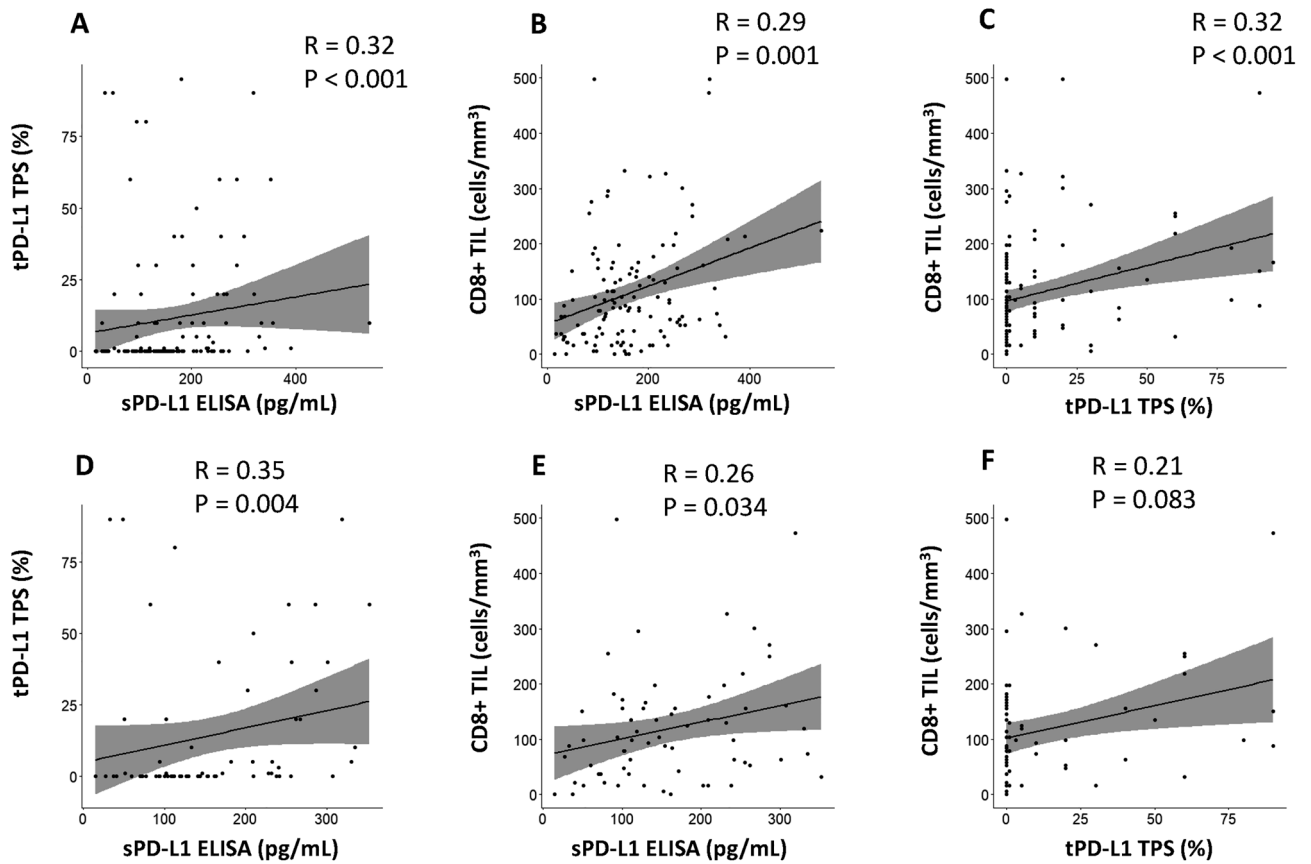 A
R = 0.32
P < 0.001
tPD-L1 TPS (%)
75
50
25
0
0
200
400
sPD-L1 ELISA (pg/mL)
B
R = 0.29
P = 0.001
CD8+ TIL (cells/mm³)
500
400
300
200
100
0
0
200
400
sPD-L1 ELISA (pg/mL)
C
R = 0.32
P < 0.001
CD8+ TIL (cells/mm³)
500
400
300
200
100
0
0
25
50
75
tPD-L1 TPS (%)
D
R = 0.35
P = 0.004
tPD-L1 TPS (%)
75
50
25
0
0
100
200
300
sPD-L1 ELISA (pg/mL)
E
R = 0.26
P = 0.034
CD8+ TIL (cells/mm³)
500
400
300
200
100
0
0
100
200
300
sPD-L1 ELISA (pg/mL)
F
R = 0.21
P = 0.083
CD8+ TIL (cells/mm³)
500
400
300
200
100
0
0
25
50
75
tPD-L1 TPS (%)